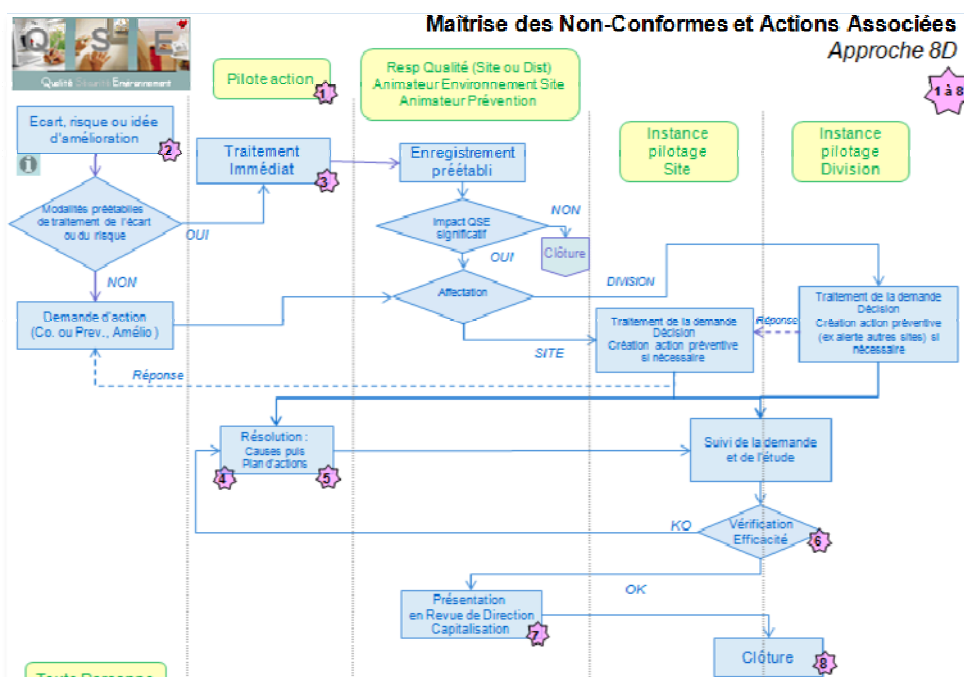 Maîtrise des Non-Conformes et Actions Associées
Approche 8D
1 à 8
Q S E
Qualité Sécurité Environnement
Pilote action
1
Resp Qualité (Site ou Dist)
Animateur Environnement Site
Animateur Prévention
Instance
pilotage
Site
Instance
pilotage
Division
Ecart, risque ou idée
d'amélioration
2
Traitement
Immédiat
3
Enregistrement
préétabli
Modalités préétablies
de traitement de l'écart
ou du risque
OUI
NON
Impact QSE
significatif
NON
Clôture
OUI
Affectation
DIVISION
SITE
Demande d'action
(Co. ou Prev., Amélio )
Réponse
Traitement de la demande
Décision
Création action préventive
si nécessaire
Réponse
Traitement de la demande
Décision
Création action préventive
(ex alerte autres sites) si
nécessaire
Résolution :
Causes puis
Plan d'actions
4
5
Suivi de la demande
et de l'étude
KO
Vérification
Efficacité
6
OK
Présentation
en Revue de Direction
Capitalisation
7
Clôture
8
Toute Personne